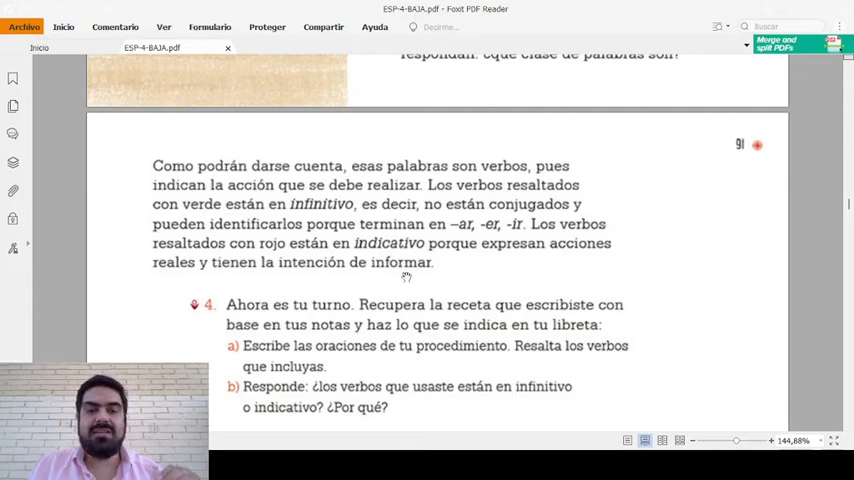 ESP-4-BAJA.pdf - Foxit PDF Reader
Archivo Inicio Comentario Ver Formulario Proteger Compartir Ayuda Decirme... Buscar
Inicio ESP-4-BAJA.pdf x
Merge and
split PDFs
respondan: ¿qué clase de palabras son?
91
Como podrán darse cuenta, esas palabras son verbos, pues
indican la acción que se debe realizar. Los verbos resaltados
con verde están en infinitivo, es decir, no están conjugados y
pueden identificarlos porque terminan en –ar, -er, -ir. Los verbos
resaltados con rojo están en indicativo porque expresan acciones
reales y tienen la intención de informar.
4. Ahora es tu turno. Recupera la receta que escribiste con
base en tus notas y haz lo que se indica en tu libreta:
a) Escribe las oraciones de tu procedimiento. Resalta los verbos
que incluyas.
b) Responde: ¿los verbos que usaste están en infinitivo
o indicativo? ¿Por qué?
144,88%